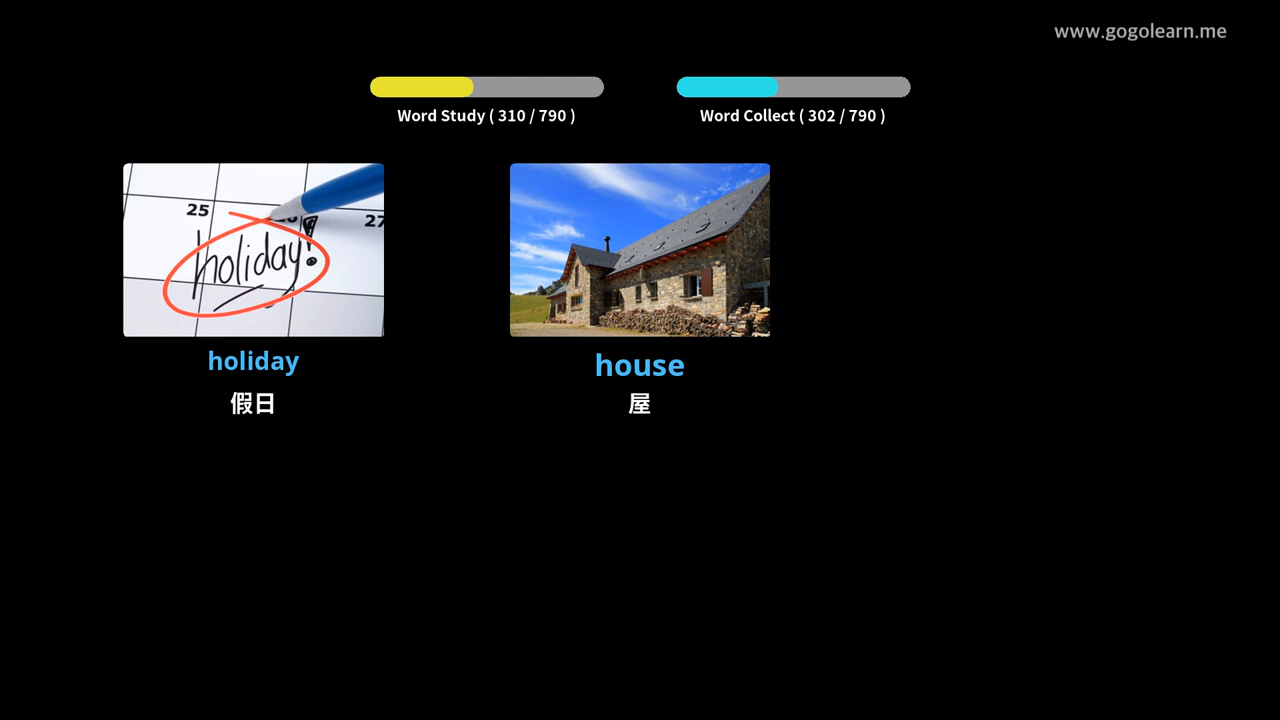 www.gogolearn.me
Word Study ( 310 / 790 )
Word Collect ( 302 / 790 )
25
27
holiday!
holiday
假日
house
屋